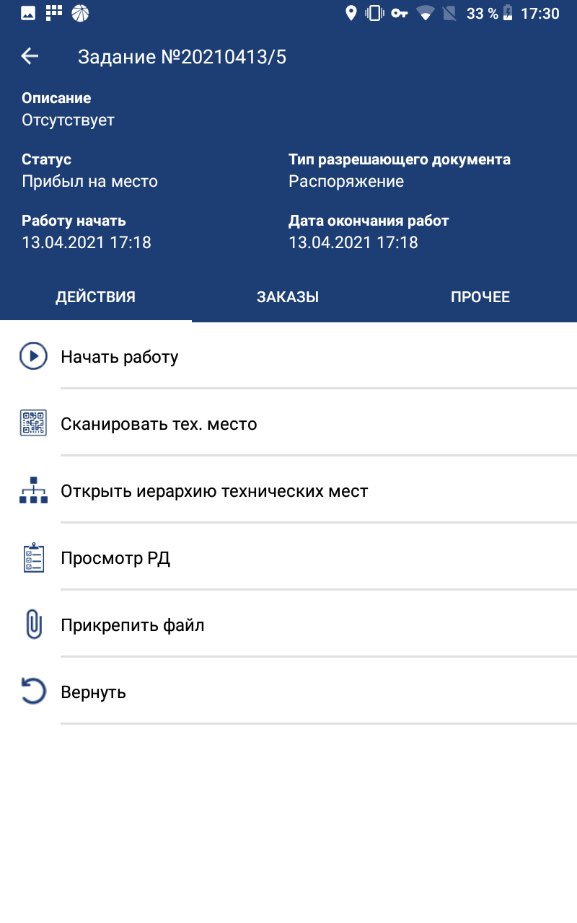 33 % 17:30
Задание №20210413/5
Описание
Отсутствует
Статус Тип разрешающего документа
Прибыл на место Распоряжение
Работу начать Дата окончания работ
13.04.2021 17:18 13.04.2021 17:18
ДЕЙСТВИЯ ЗАКАЗЫ ПРОЧЕЕ
Начать работу
Сканировать тех. место
Открыть иерархию технических мест
Просмотр РД
Прикрепить файл
Вернуть